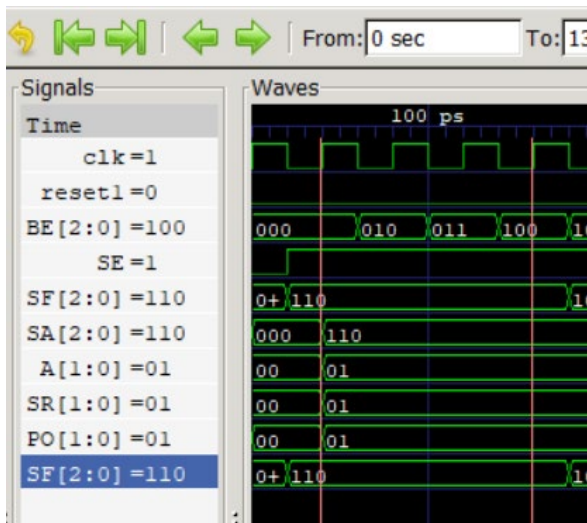 From: 0 sec To: 13
Signals Waves
Time 100 ps
clk=1
reset1=0
BE[2:0]=100 000 010 011 100 10
SE=1
SF[2:0]=110 0+ 110 10
SA[2:0]=110 000 110
A[1:0]=01 00 01
SR[1:0]=01 00 01
PO[1:0]=01 00 01
SF[2:0]=110 0+ 110 10